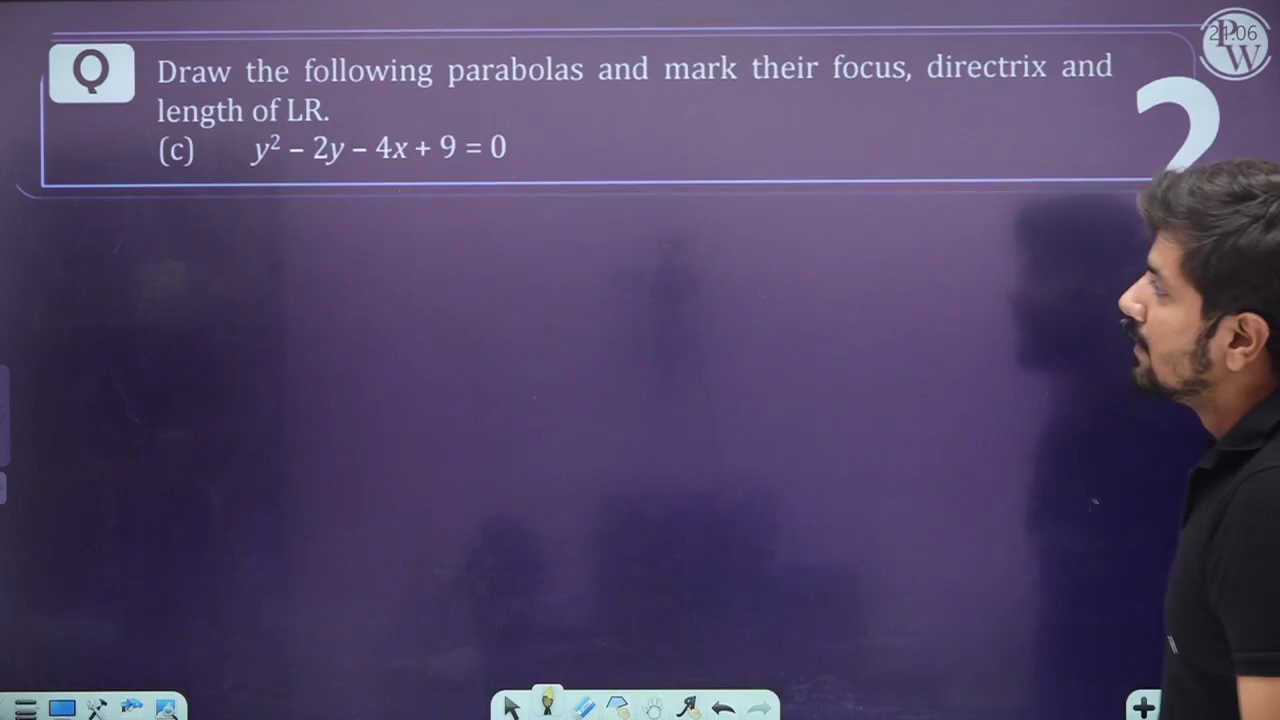 Q
Draw the following parabolas and mark their focus, directrix and
length of LR.
(c) y² – 2y – 4x + 9 = 0
21:06
PW